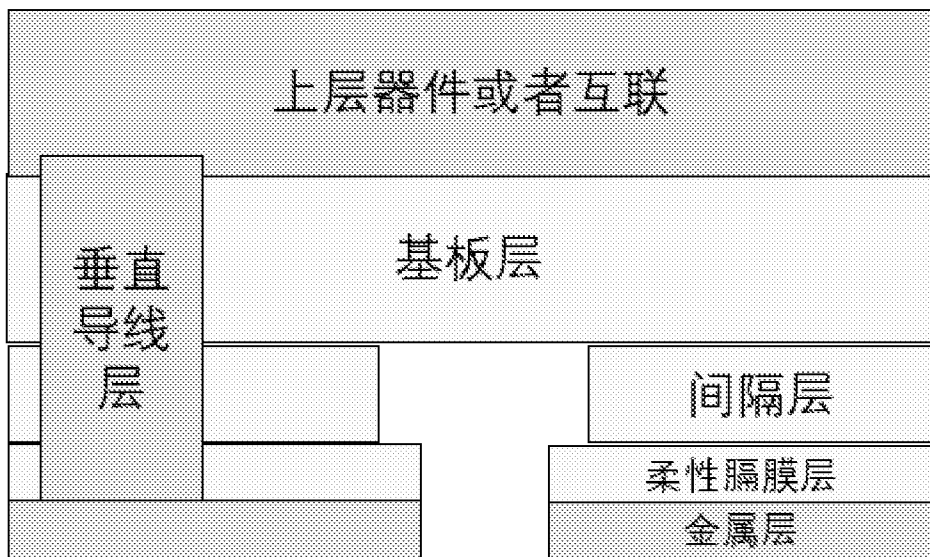 上层器件或者互联
垂直
导线
层
基板层
间隔层
柔性膈膜层
金属层